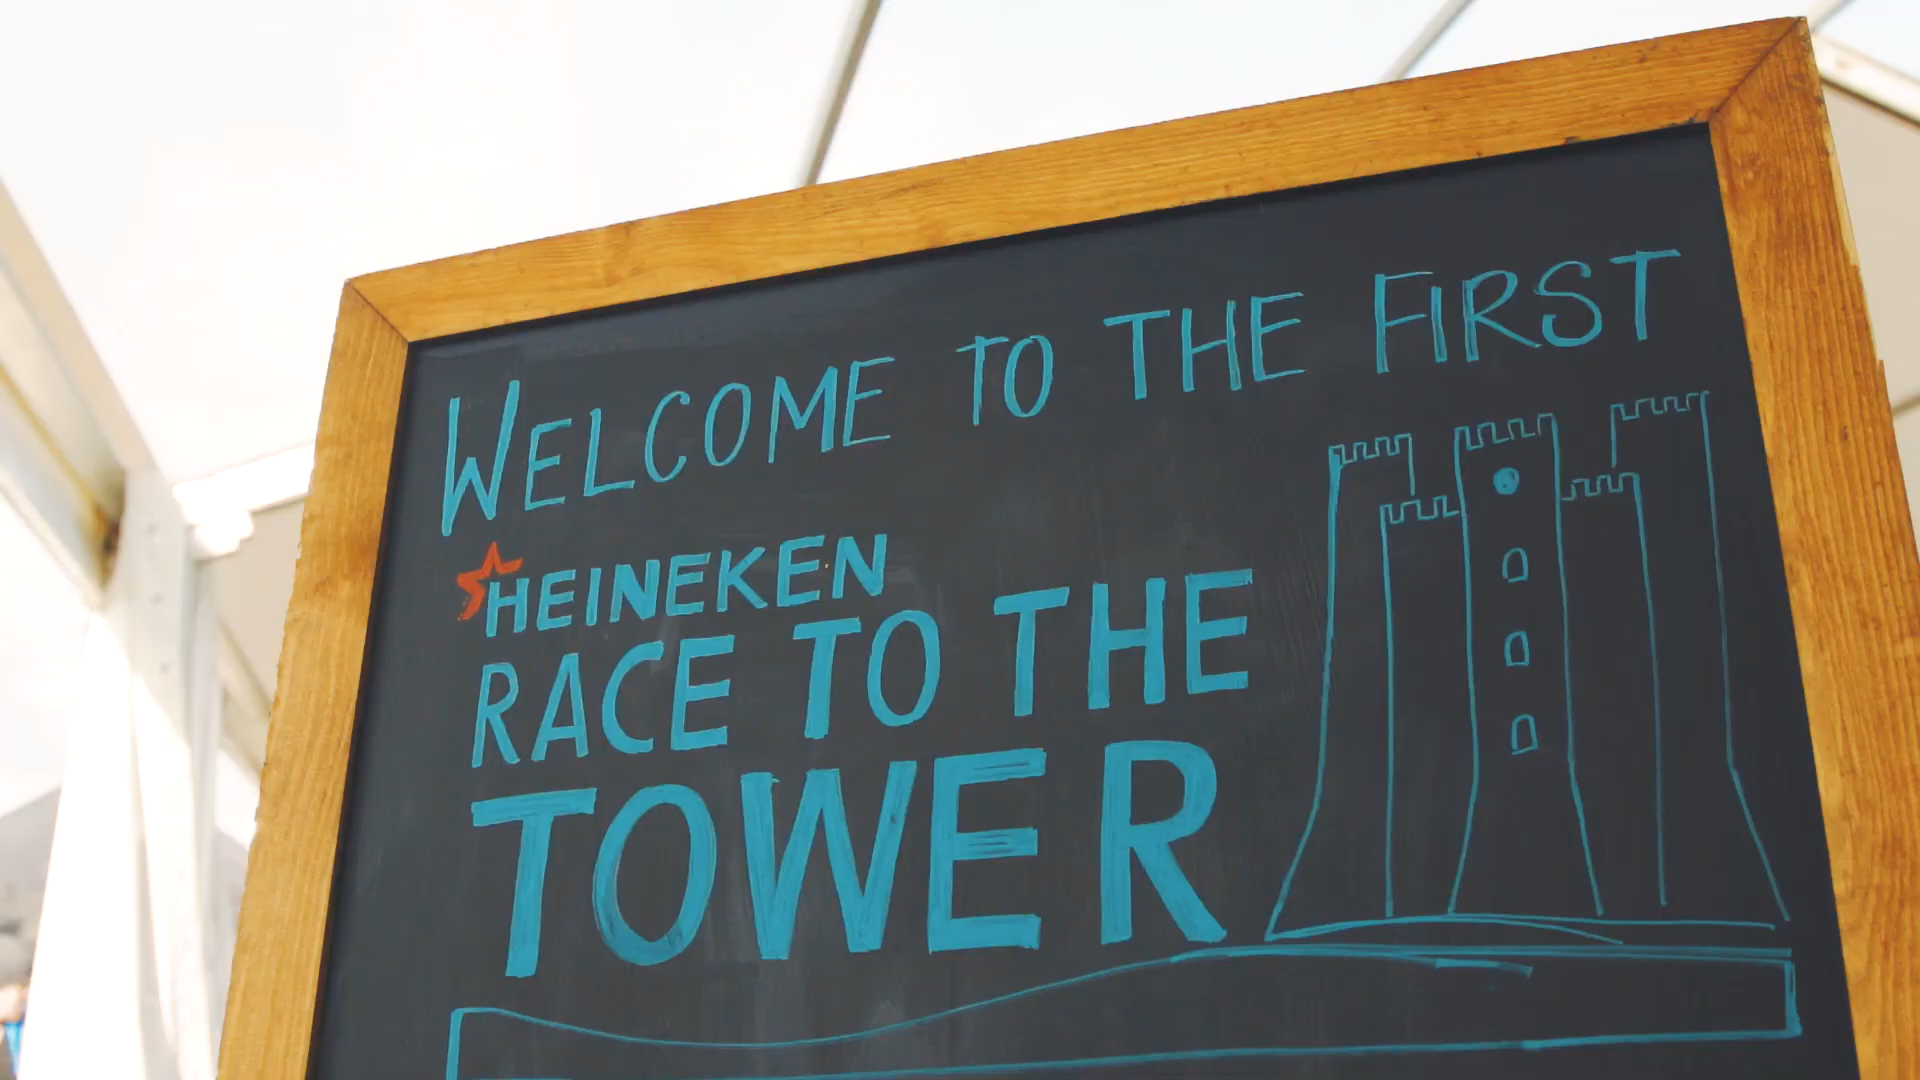 WELCOME TO THE FIRST
HEINEKEN
RACE TO THE
TOWER